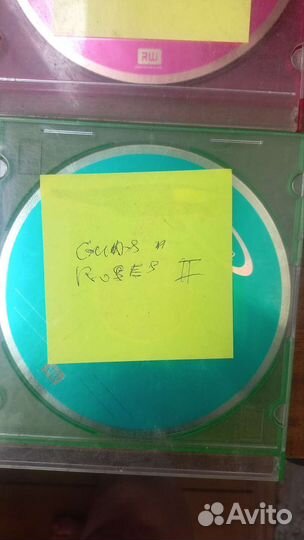 RW
GUNS N
ROSES II
Avito